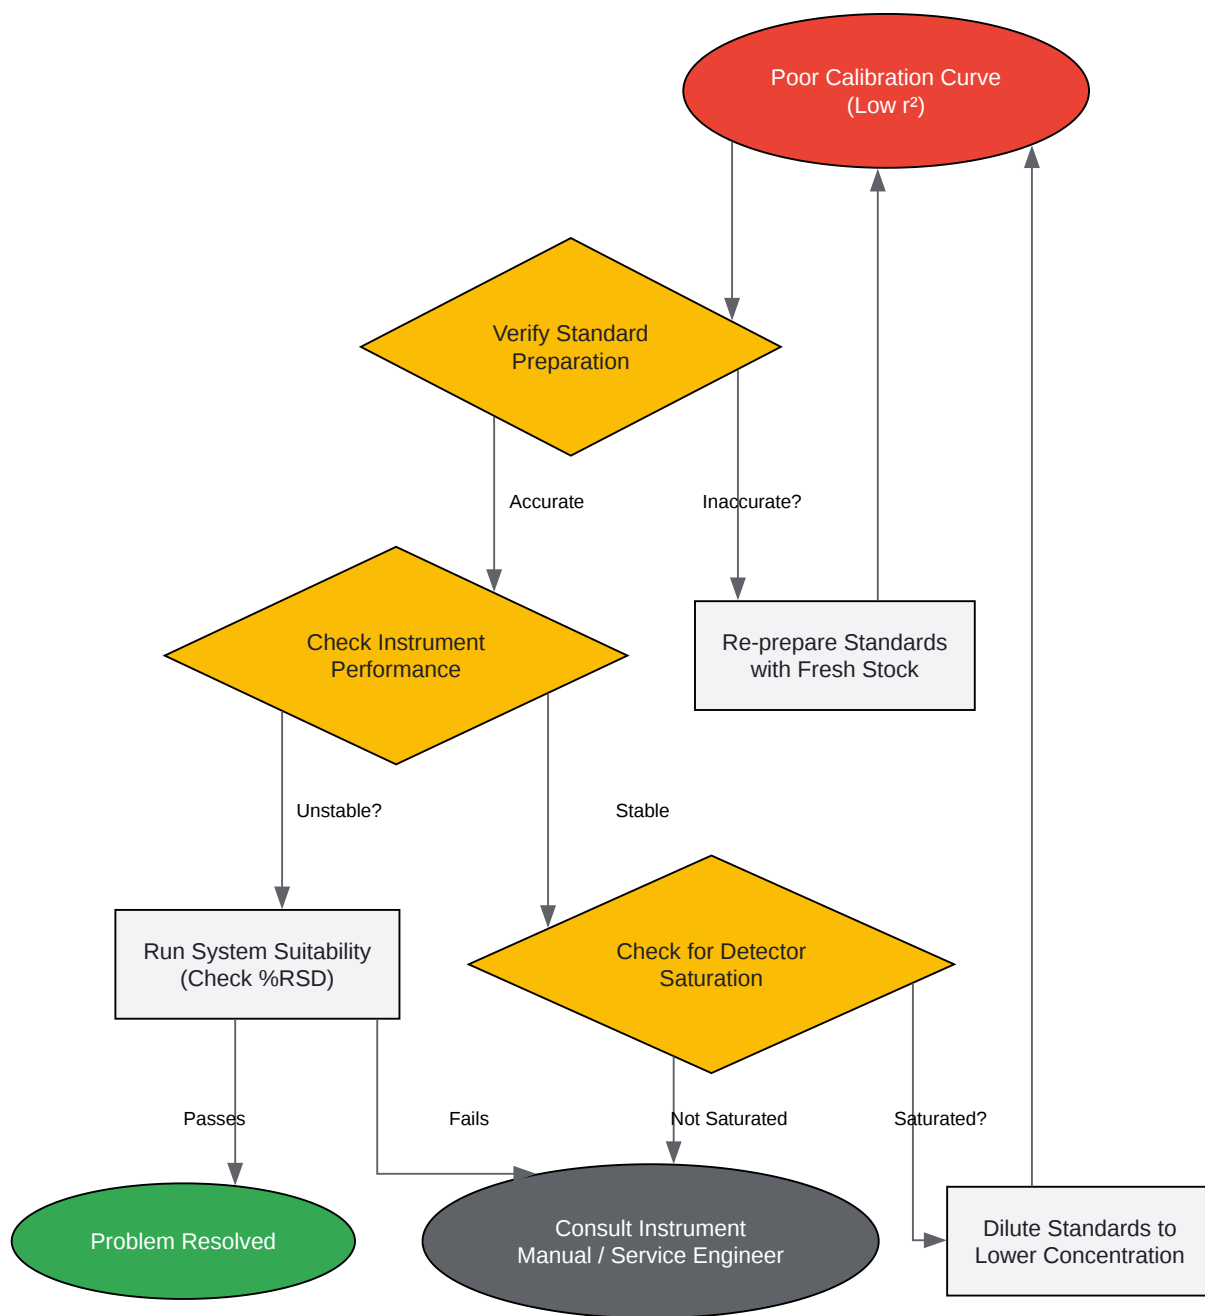 Poor Calibration Curve
(Low r²)
Verify Standard
Preparation
Accurate
Inaccurate?
Check Instrument
Performance
Re-prepare Standards
with Fresh Stock
Unstable?
Stable
Run System Suitability
(Check %RSD)
Check for Detector
Saturation
Passes
Fails
Not Saturated
Saturated?
Problem Resolved
Consult Instrument
Manual / Service Engineer
Dilute Standards to
Lower Concentration